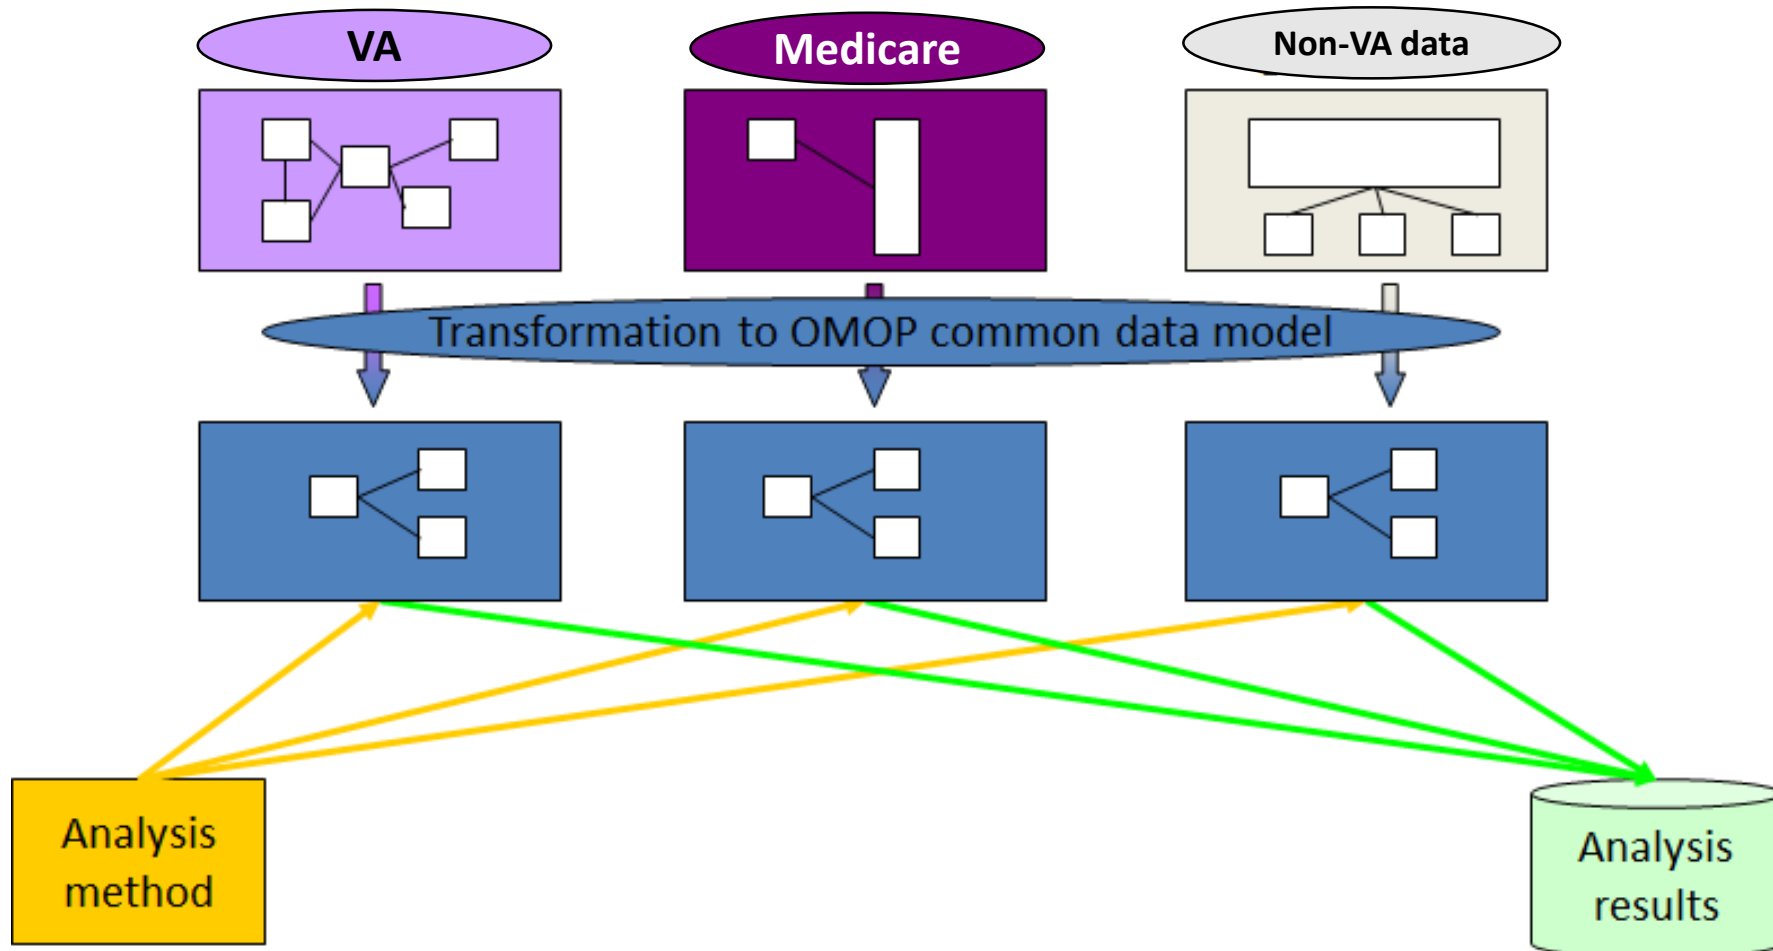 VA
Medicare
Non-VA data
Transformation to OMOP common data model
Analysis
method
Analysis
results